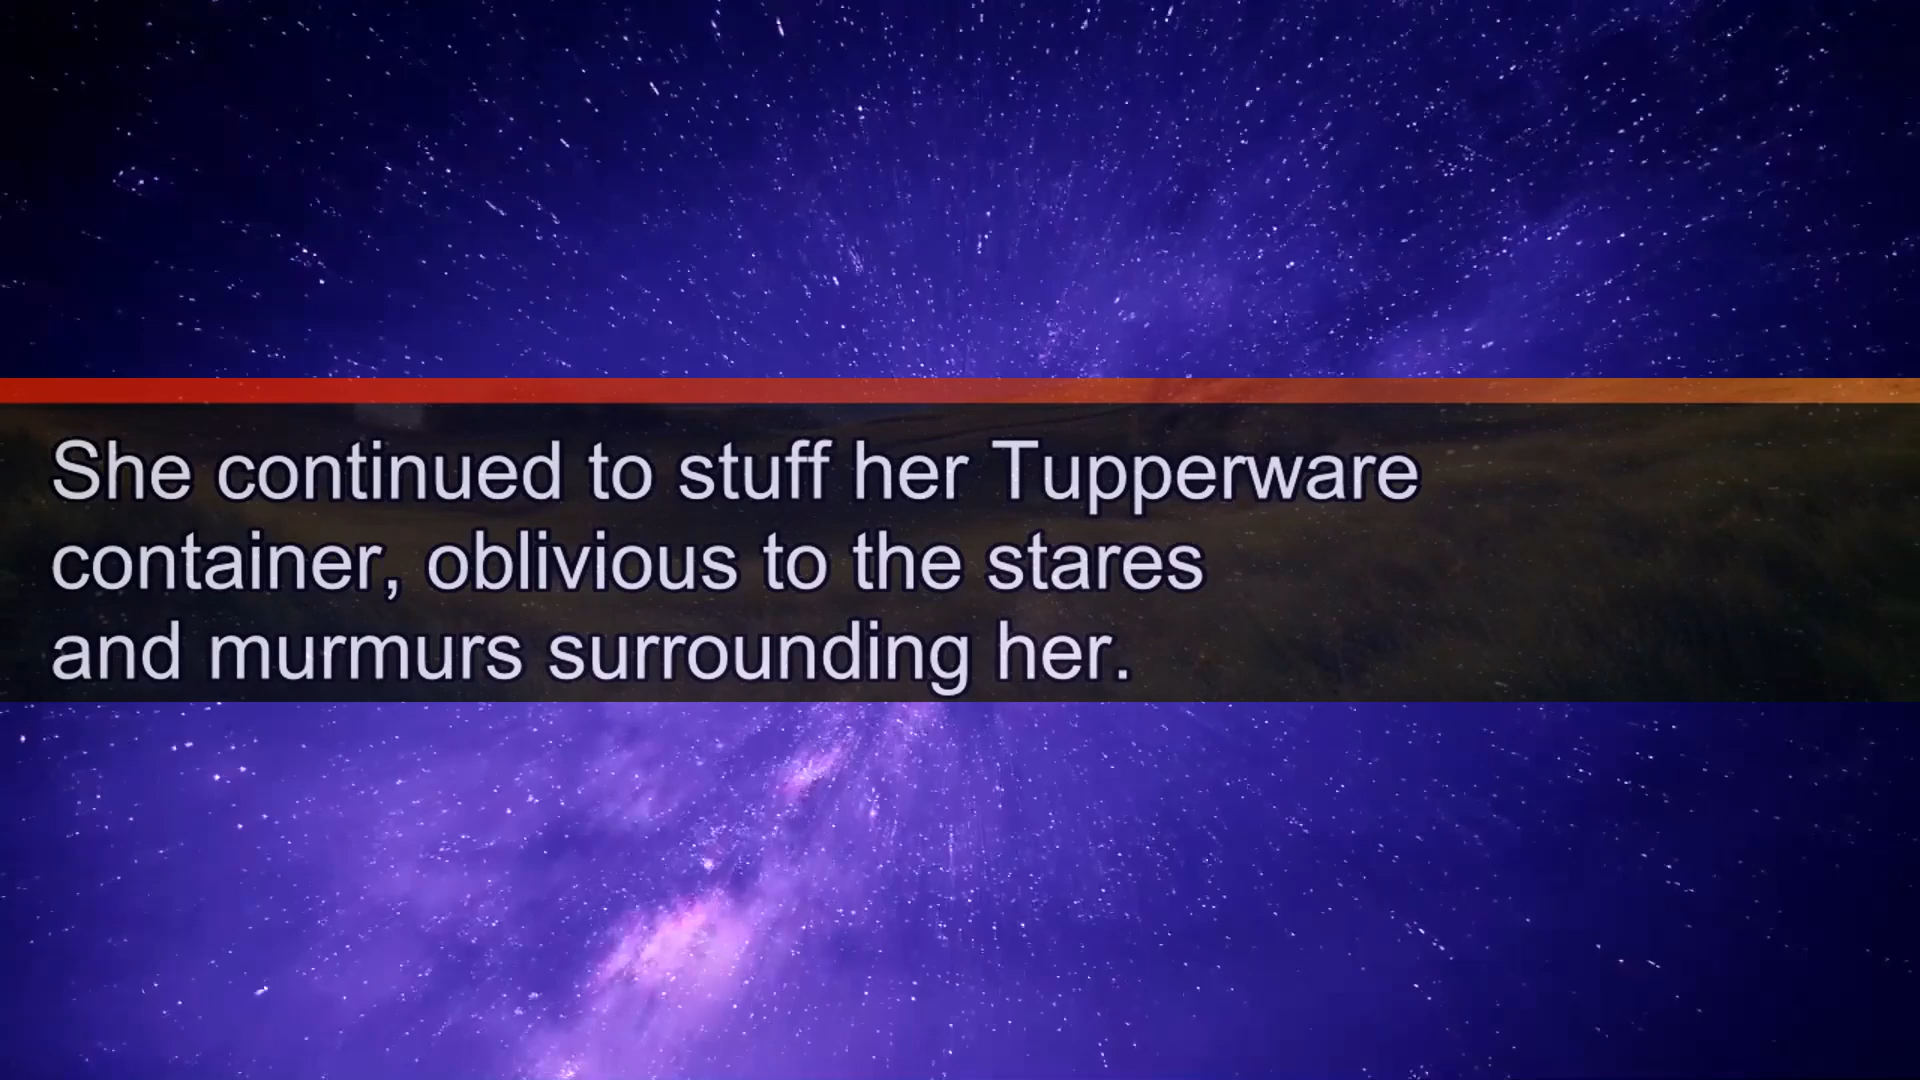 She continued to stuff her Tupperware
container, oblivious to the stares
and murmurs surrounding her.